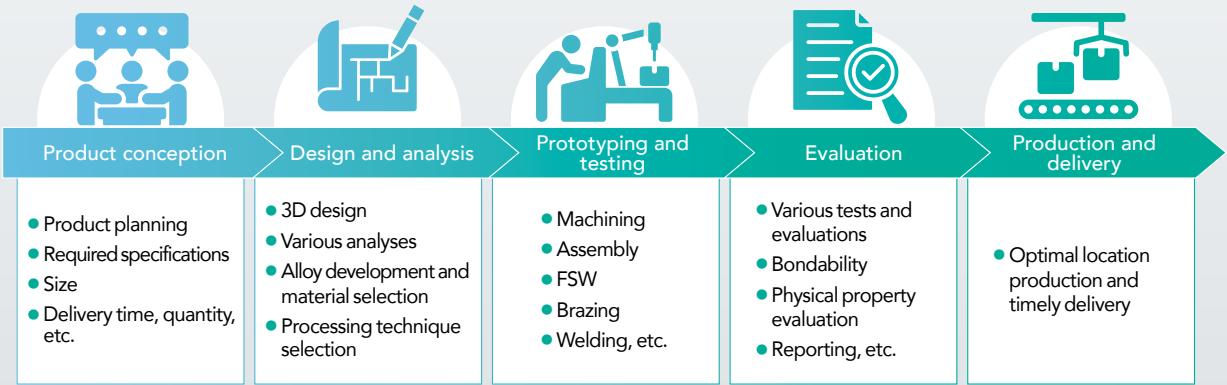 Product conception
Design and analysis
Prototyping and
testing
Evaluation
Production and
delivery
● Product planning
● Required specifications
● Size
● Delivery time, quantity,
etc.
● 3D design
● Various analyses
● Alloy development and
material selection
● Processing technique
selection
● Machining
● Assembly
● FSW
● Brazing
● Welding, etc.
● Various tests and
evaluations
● Bondability
● Physical property
evaluation
● Reporting, etc.
● Optimal location
production and
timely delivery